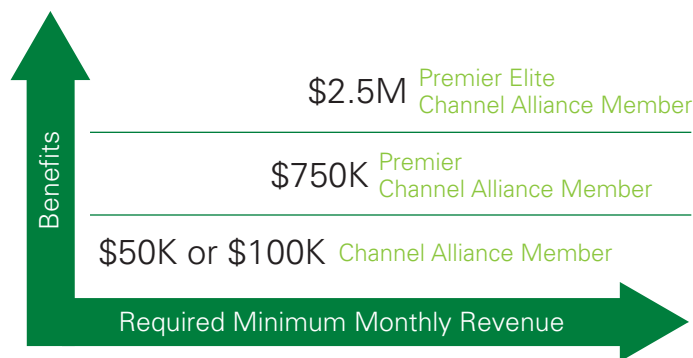 Benefits
$2.5M Premier Elite
Channel Alliance Member
$750K Premier
Channel Alliance Member
$50K or $100K Channel Alliance Member
Required Minimum Monthly Revenue